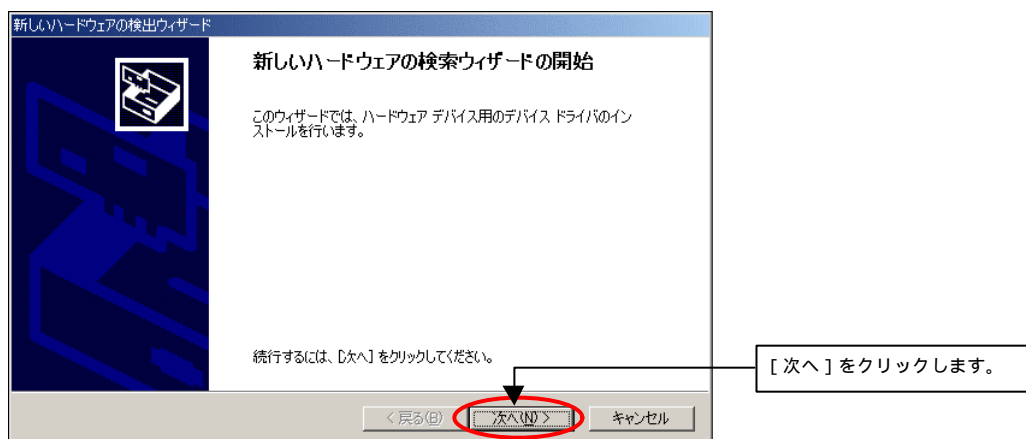 新しいハードウェアの検出ウィザード
新しいハードウェアの検索ウィザードの開始
このウィザードでは、ハードウェア デバイス用のデバイス ドライバのイン
ストールを行います。
続行するには、[次へ] をクリックしてください。
< 戻る(B)
次へ(N) >
キャンセル
[ 次へ ] をクリックします。